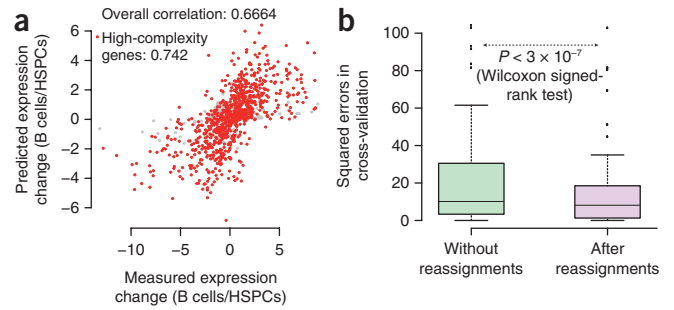 a
Overall correlation: 0.6664
High-complexity
genes: 0.742
Predicted expression
change (B cells/HSPCs)
6
4
2
0
−2
−4
−6
−10
−5
0
5
Measured expression
change (B cells/HSPCs)
b
Squared errors in
cross-validation
100
80
60
40
20
0
P < 3 × 10⁻⁷
(Wilcoxon signed-
rank test)
Without
reassignments
After
reassignments